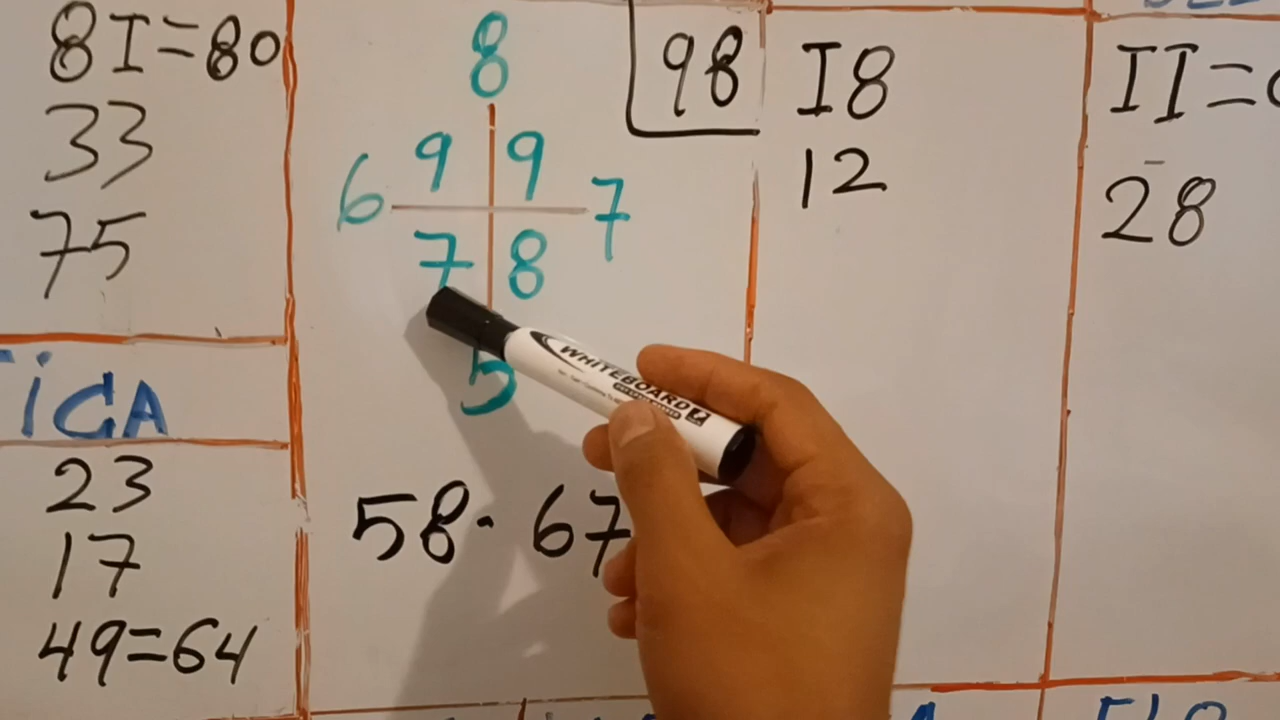 8I=80
33
75
ICA
23
17
49=64
8
9 9
6 7
7 8
5
58. 67
98
I8
12
II=
28
WHITEBOARD